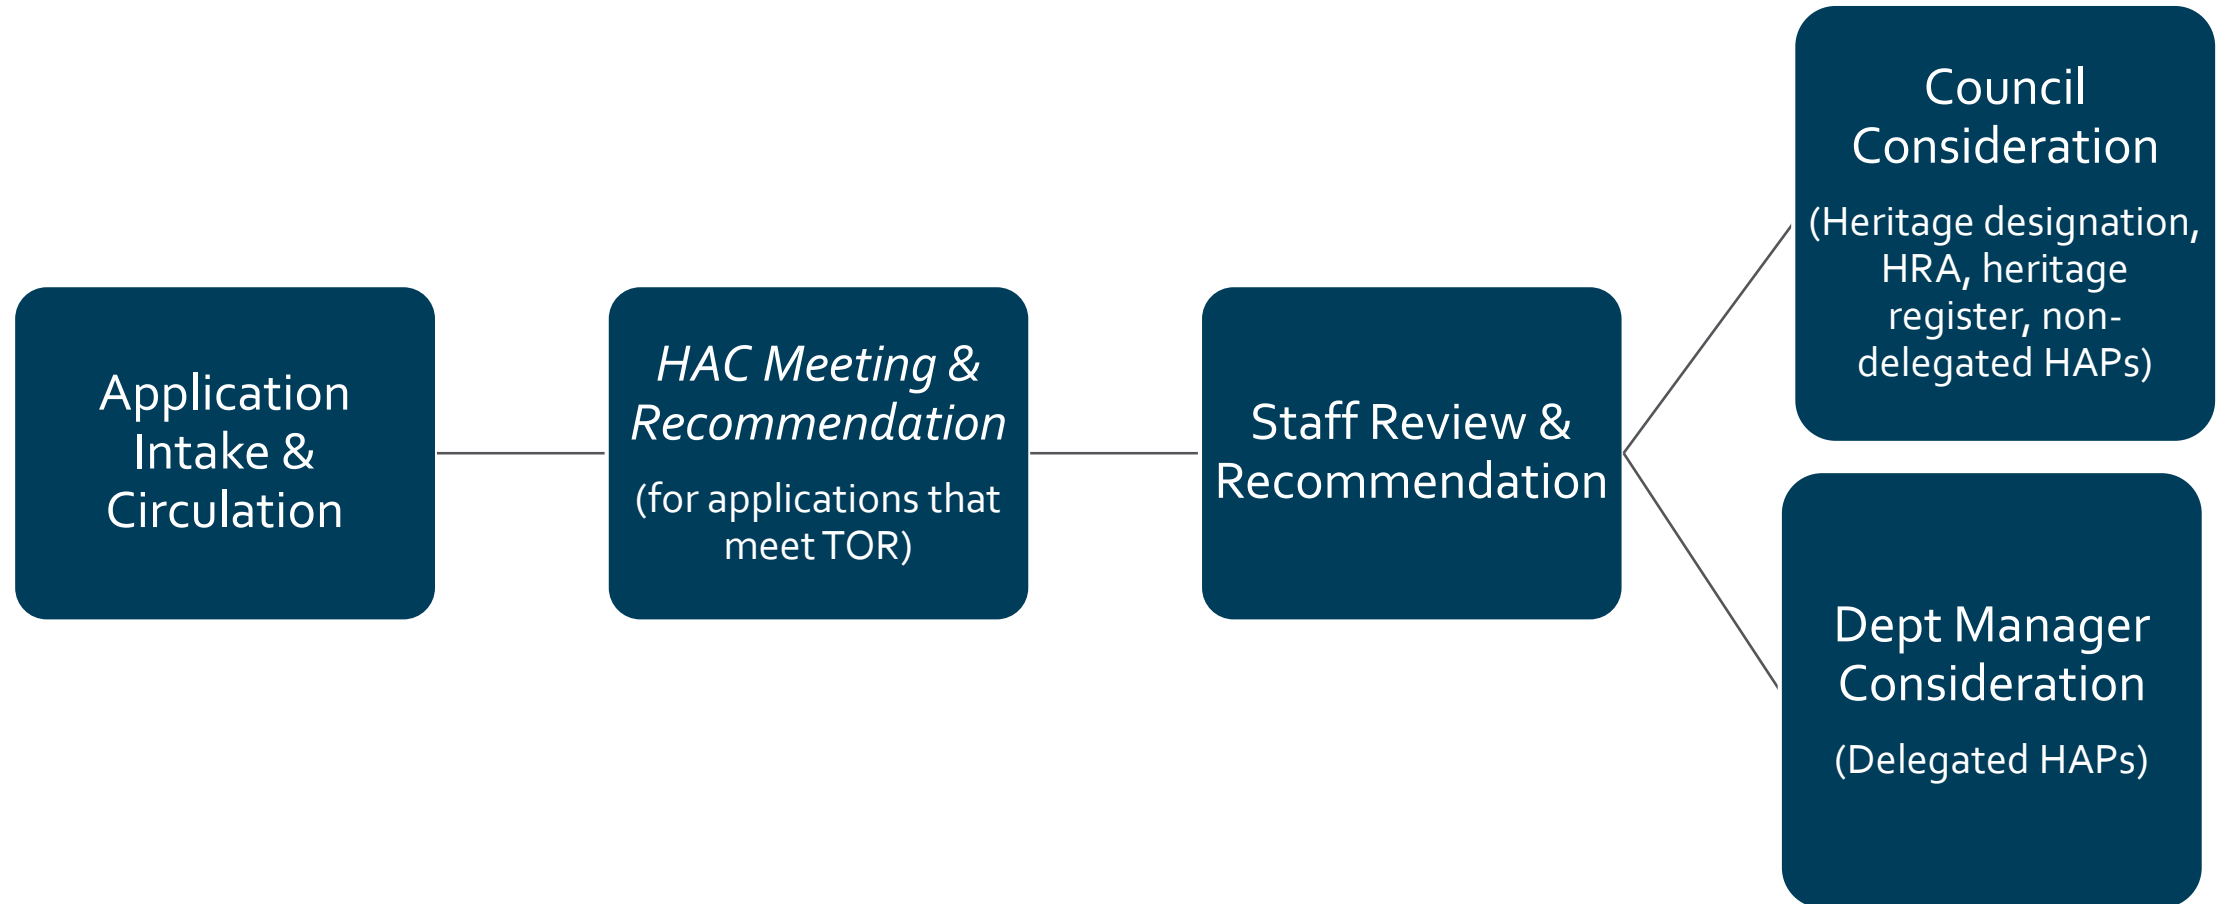 Application
Intake &
Circulation
HAC Meeting &
Recommendation
(for applications that
meet TOR)
Staff Review &
Recommendation
Council
Consideration
(Heritage designation,
HRA, heritage
register, non-
delegated HAPs)
Dept Manager
Consideration
(Delegated HAPs)